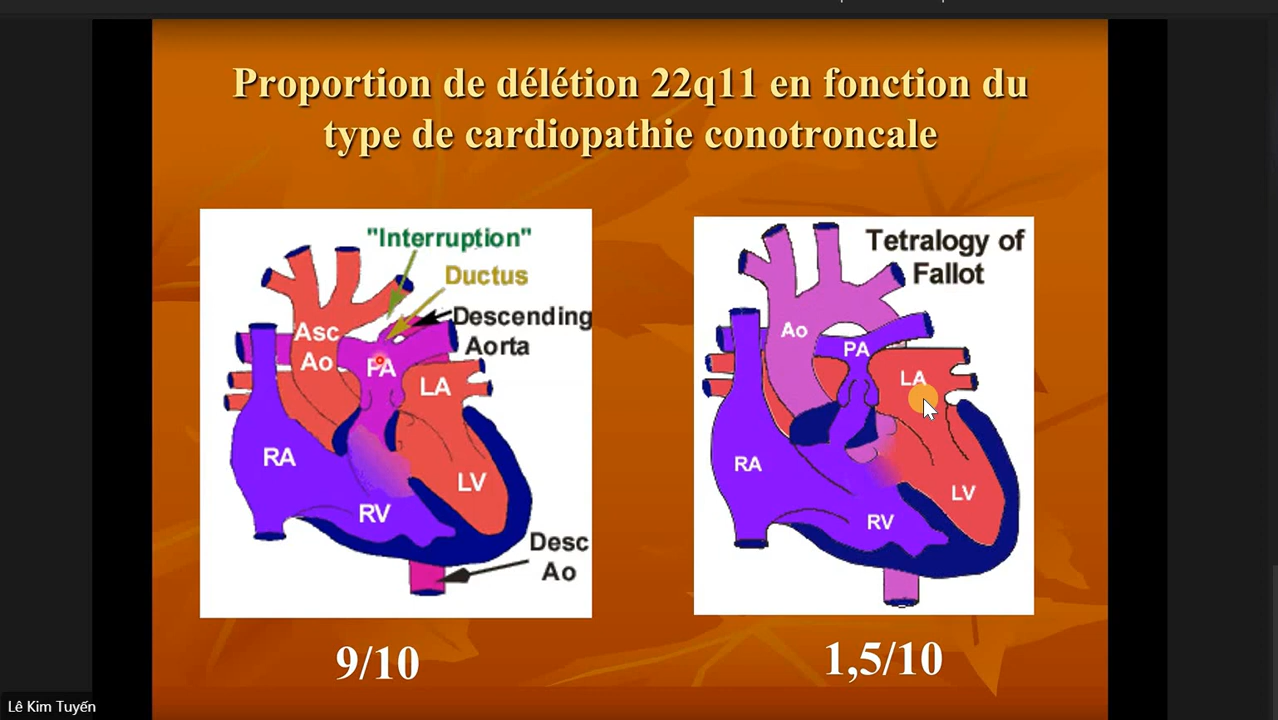 Proportion de délétion 22q11 en fonction du
type de cardiopathie conotroncale
"Interruption"
Ductus
Descending
Aorta
Asc
Ao
PA
LA
RA
LV
RV
Desc
Ao
9/10
Tetralogy of
Fallot
Ao
PA
LA
RA
LV
RV
1,5/10
Lê Kim Tuyến